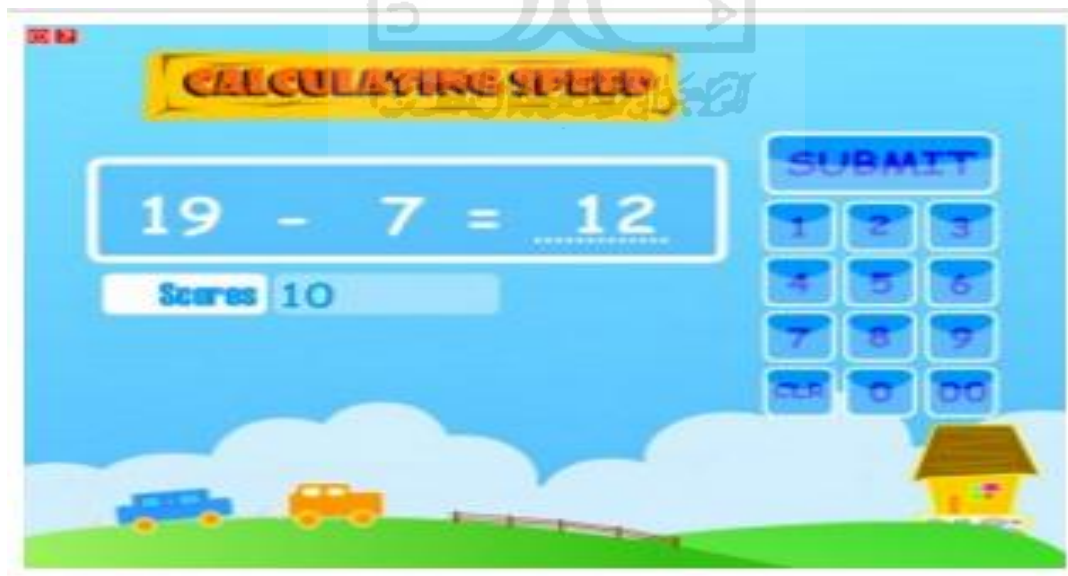 CALCULATING SPEED
19 - 7 = 12
Scores 10
SUBMIT
1 2 3
4 5 6
7 8 9
CLR 0 00